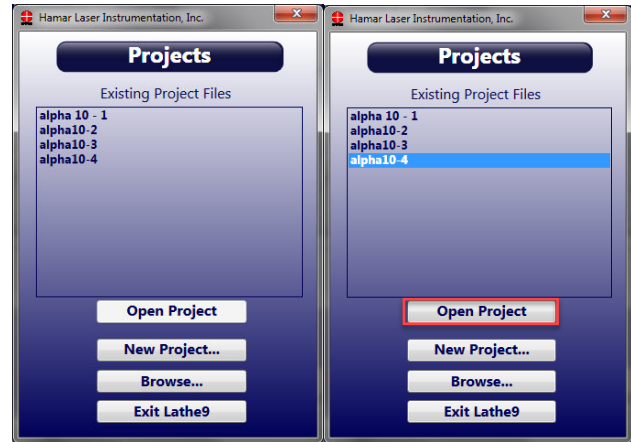 Hamar Laser Instrumentation, Inc.
Projects
Existing Project Files
alpha 10 - 1
alpha10-2
alpha10-3
alpha10-4
Open Project
New Project...
Browse...
Exit Lathe9
Hamar Laser Instrumentation, Inc.
Projects
Existing Project Files
alpha 10 - 1
alpha10-2
alpha10-3
alpha10-4
Open Project
New Project...
Browse...
Exit Lathe9